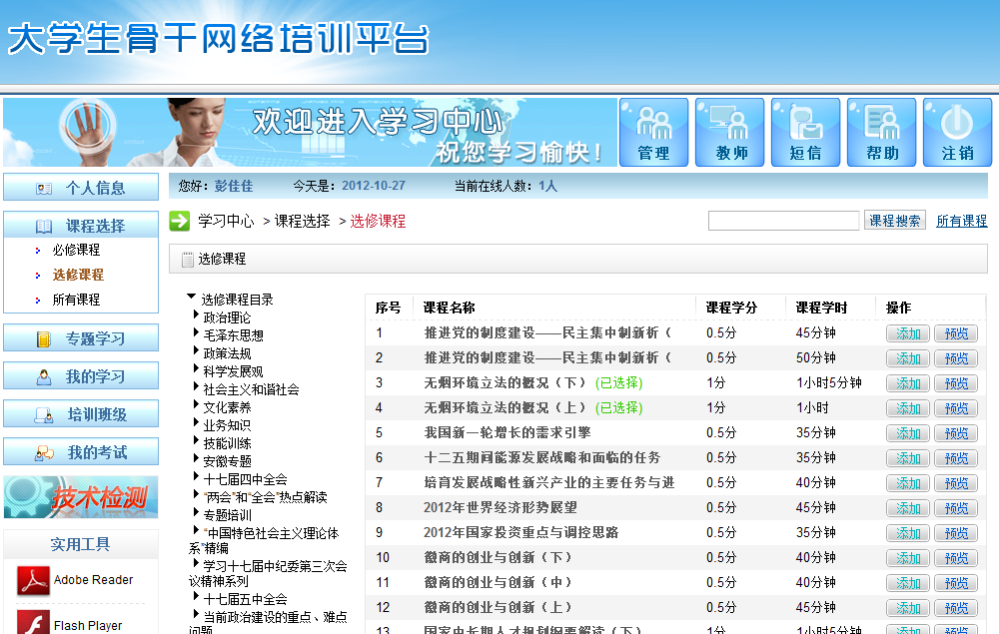 大学生骨干网络培训平台
欢迎进入学习中心
祝您学习愉快！
管理 教师 短信 帮助 注销
个人信息
您好：彭佳佳 今天是：2012-10-27 当前在线人数：1人
课程选择
必修课程
选修课程
所有课程
学习中心 >课程选择 >选修课程 课程搜索 所有课程
选修课程
专题学习
我的学习
培训班级
我的考试
技术检测
实用工具
Adobe Reader
Flash Player
选修课程目录
政治理论
毛泽东思想
政策法规
科学发展观
社会主义和谐社会
文化素养
业务知识
技能训练
安徽专题
十七届四中全会
“两会”和“全会”热点解读
专题培训
“中国特色社会主义理论体
系”精编
学习十七届中纪委第三次会
议精神系列
十七届五中全会
当前政治建设的重点、难点
问题
序号 课程名称 课程学分 课程学时 操作
1 推进党的制度建设——民主集中制新析（ 0.5分 45分钟 添加 预览
2 推进党的制度建设——民主集中制新析（ 0.5分 50分钟 添加 预览
3 无烟环境立法的概况（下）(已选择) 1分 1小时5分钟 添加 预览
4 无烟环境立法的概况（上）(已选择) 1分 1小时 添加 预览
5 我国新一轮增长的需求引擎 0.5分 35分钟 添加 预览
6 十二五期间能源发展战略和面临的任务 0.5分 35分钟 添加 预览
7 培育发展战略性新兴产业的主要任务与进 0.5分 40分钟 添加 预览
8 2012年世界经济形势展望 0.5分 45分钟 添加 预览
9 2012年国家投资重点与调控思路 0.5分 35分钟 添加 预览
10 徽商的创业与创新（下） 0.5分 40分钟 添加 预览
11 徽商的创业与创新（中） 0.5分 40分钟 添加 预览
12 徽商的创业与创新（上） 0.5分 45分钟 添加 预览
13 国家中长期人才规划纲要解读（下） 1分 1小时5分钟 添加 预览